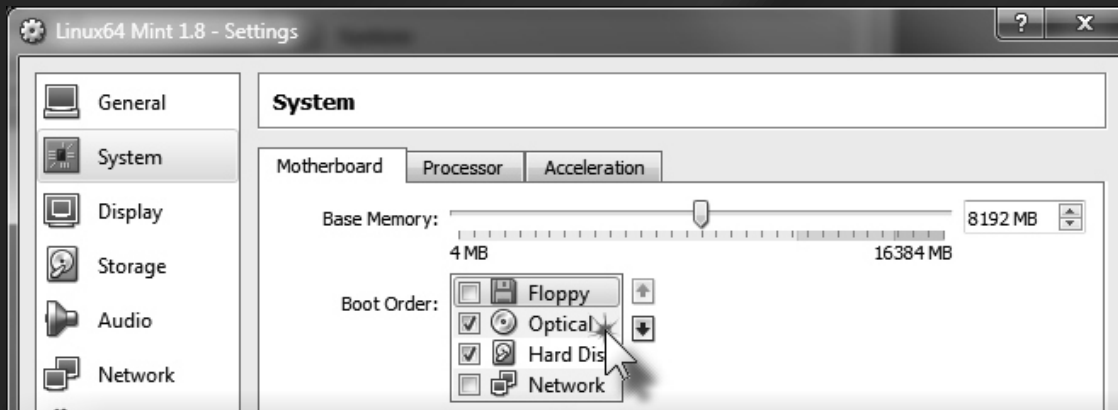 Linux64 Mint 1.8 - Settings
? X
General
System
Display
Storage
Audio
Network
System
Motherboard Processor Acceleration
Base Memory: 8192 MB
4 MB 16384 MB
Boot Order:
Floppy
Optical
Hard Dis
Network